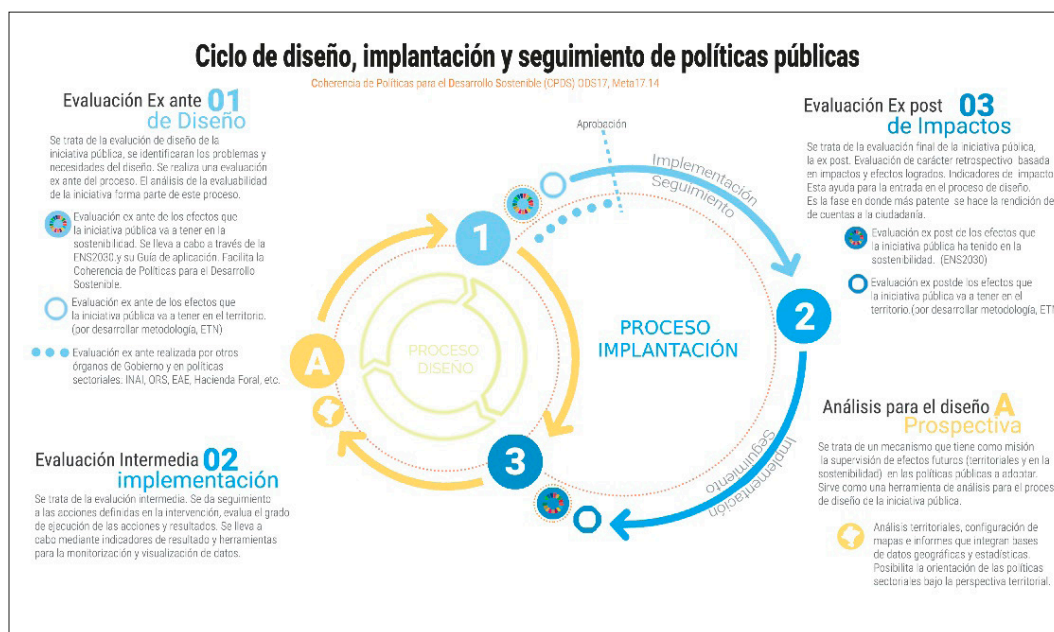 Ciclo de diseño, implantación y seguimiento de políticas públicas
Coherencia de Políticas para el Desarrollo Sostenible (CPDS) ODS17, Meta17.14
Evaluación Ex ante 01
de Diseño
Se trata de la evalución de diseño de la
iniciativa pública, se identificaran los problemas y
necesidades del diseño. Se realiza una evaluación
ex ante del proceso. El análisis de la evaluabilidad
de la iniciativa forma parte de este proceso.
Evaluación ex ante de los efectos que
la iniciativa pública va a tener en la
sostenibilidad. Se lleva a cabo a través de la
ENS2030.y su Guía de aplicación. Facilita la
Coherencia de Políticas para el Desarrollo
Sostenible.
Evaluación ex ante de los efectos que
la iniciativa pública va a tener en el territorio.
(por desarrollar metodología, ETN)
Evaluación ex ante realizada por otros
órganos de Gobierno y en políticas
sectoriales. INAI, ORS, EAE, Hacienda Foral, etc.
Evaluación Intermedia 02
implementación
Se trata de la evalución intermedia. Se da seguimiento
a las acciones definidas en la intervención, evalua el grado
de ejecución de las acciones y resultados. Se lleva a
cabo mediante indicadores de resultado y herramientas
para la monitorización y visualización de datos.
Aprobación
Implementación
Seguimiento
1
A
PROCESO
DISEÑO
PROCESO
IMPLANTACIÓN
2
3
Implementación
Seguimiento
Evaluación Ex post 03
de Impactos
Se trata de la evaluación final de la iniciativa pública,
la ex post. Evaluación de carácter retrospectivo basada
en impactos y efectos logrados. Indicadores de impacto
Esta ayuda para la entrada en el proceso de diseño.
Es la fase en donde más patente se hace la rendición de
de cuentas a la ciudadanía.
Evaluación ex post de los efectos que
la iniciativa pública ha tenido en la
sostenibilidad. (ENS2030)
Evaluación ex postde los efectos que
la iniciativa pública va a tener en el
territorio.(por desarrollar metodología, ETN
Análisis para el diseño A
Prospectiva
Se trata de un mecanismo que tiene como misión
la supervisión de efectos futuros (territoriales y en la
sostenibilidad) en las políticas públicas a adoptar.
Sirve como una herramienta de análisis para el proces
de diseño de la iniciativa pública.
Análisis territoriales, configuración de
mapas e informes que integran bases
de datos geográficas y estadísticas.
Posibilita la orientación de las políticas
sectoriales bajo la perspectiva territorial.